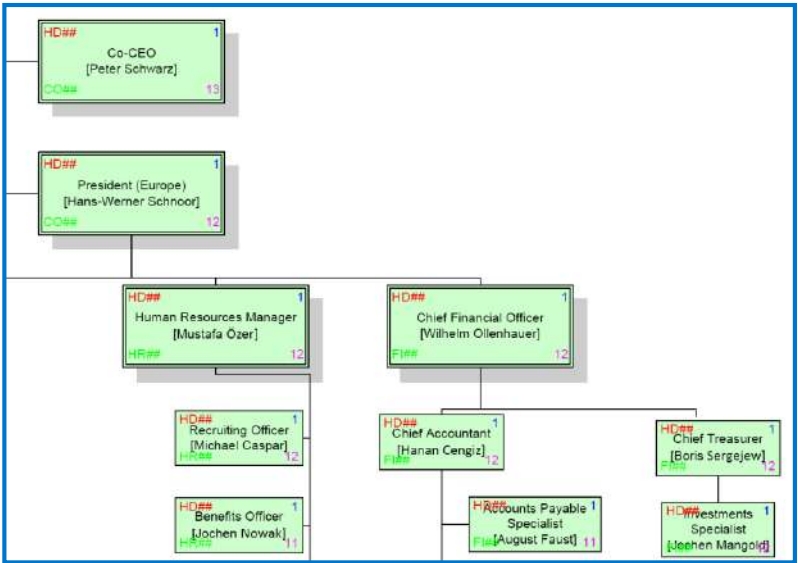 HD## 1
Co-CEO
[Peter Schwarz]
CO## 13
HD## 1
President (Europe)
[Hans-Werner Schnoor]
CO## 12
HD## 1
Human Resources Manager
[Mustafa Özer]
HR## 12
HD## 1
Chief Financial Officer
[Wilhelm Ollenhauer]
FI## 12
HD## 1
Recruiting Officer
[Michael Caspar]
HR## 12
HD## 1
Chief Accountant
[Hanan Cengiz]
FI## 12
HD## 1
Chief Treasurer
[Boris Sergejew]
FI## 12
HD## 1
Benefits Officer
[Jochen Nowak]
HR## 11
HD## 1
Accounts Payable
Specialist
[August Faust]
FI## 11
HD## 1
Investments
Specialist
[Jochen Mangold]